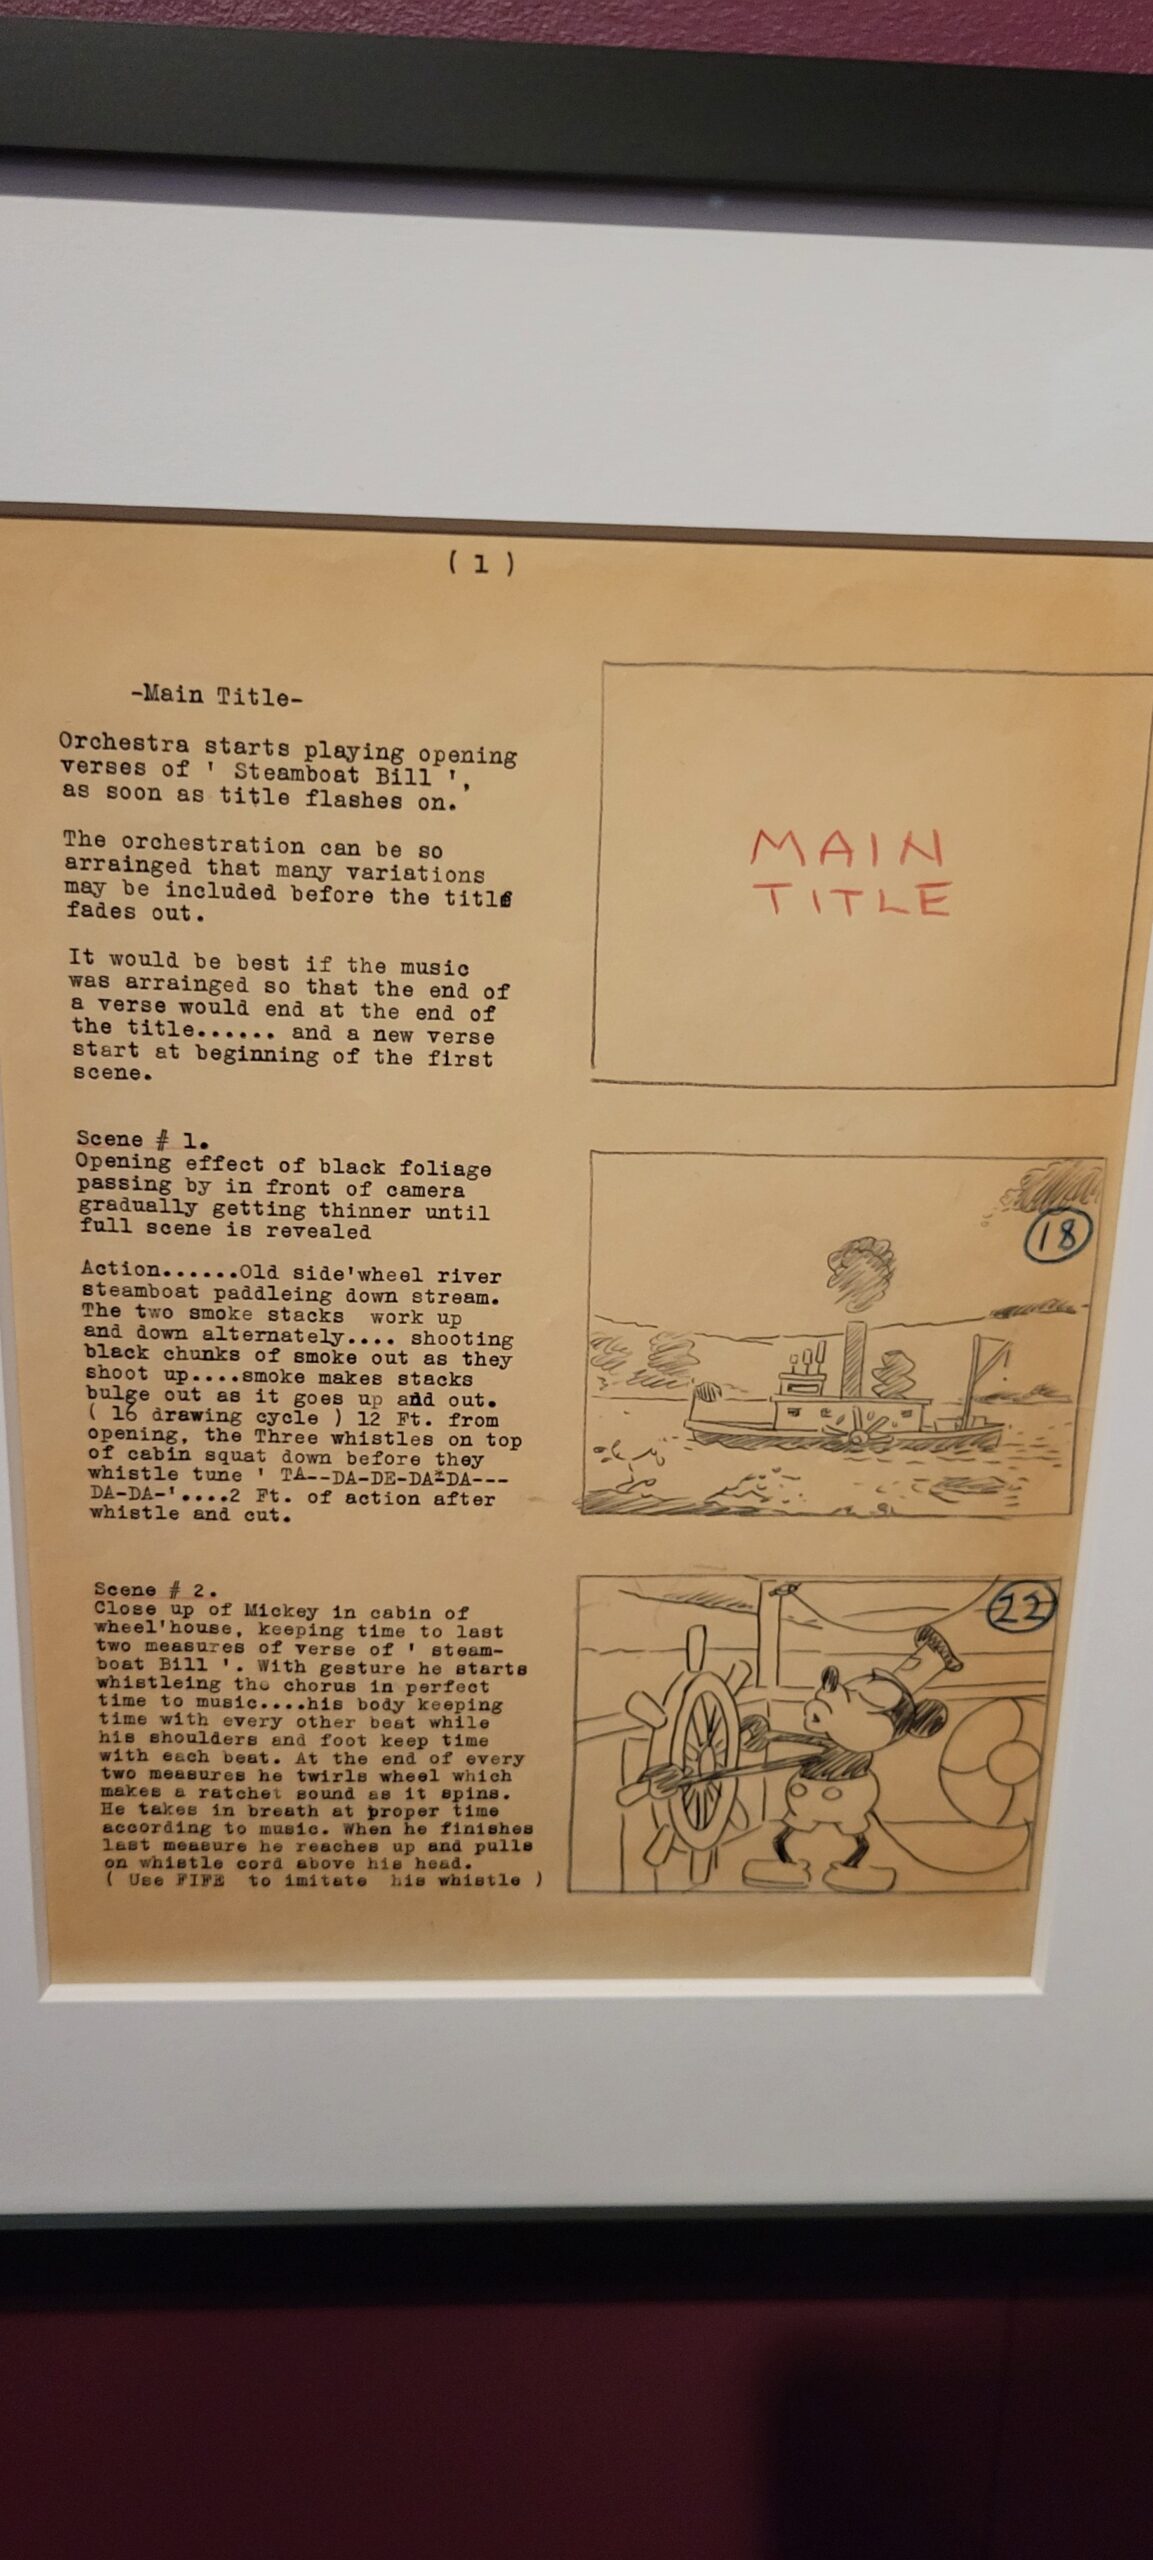 ( 1 )
-Main Title-
Orchestra starts playing opening
verses of ' Steamboat Bill ',
as soon as title flashes on.
The orchestration can be so
arrainged that many variations
may be included before the title
fades out.
It would be best if the music
was arrainged so that the end of
a verse would end at the end of
the title...... and a new verse
start at beginning of the first
scene.
MAIN
TITLE
Scene # 1.
Opening effect of black foliage
passing by in front of camera
gradually getting thinner until
full scene is revealed
Action......Old side'wheel river
steamboat paddleing down stream.
The two smoke stacks work up
and down alternately.... shooting
black chunks of smoke out as they
shoot up....smoke makes stacks
bulge out as it goes up and out.
( 16 drawing cycle ) 12 Ft. from
opening, the Three whistles on top
of cabin squat down before they
whistle tune ' TA--DA-DE-DA-DA---
DA-DA-'....2 Ft. of action after
whistle and cut.
18
Scene # 2.
Close up of Mickey in cabin of
wheel'house, keeping time to last
two measures of verse of ' steam-
boat Bill '. With gesture he starts
whistleing the chorus in perfect
time to music....his body keeping
time with every other beat while
his shoulders and foot keep time
with each beat. At the end of every
two measures he twirls wheel which
makes a ratchet sound as it spins.
He takes in breath at proper time
according to music. When he finishes
last measure he reaches up and pulls
on whistle cord above his head.
( Use FIFE to imitate his whistle )
22